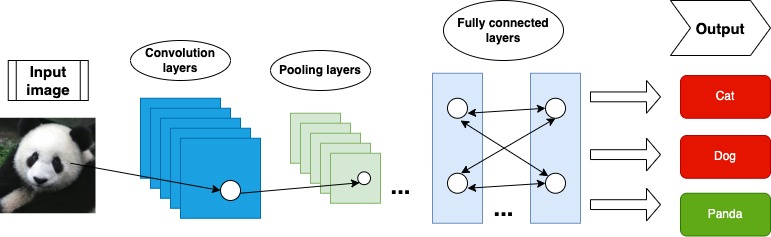 Input
image
Convolution
layers
Pooling layers
...
Fully connected
layers
...
Output
Cat
Dog
Panda